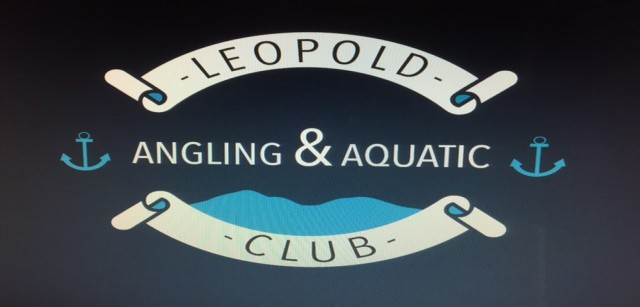 - LEOPOLD -
ANGLING & AQUATIC
- CLUB -